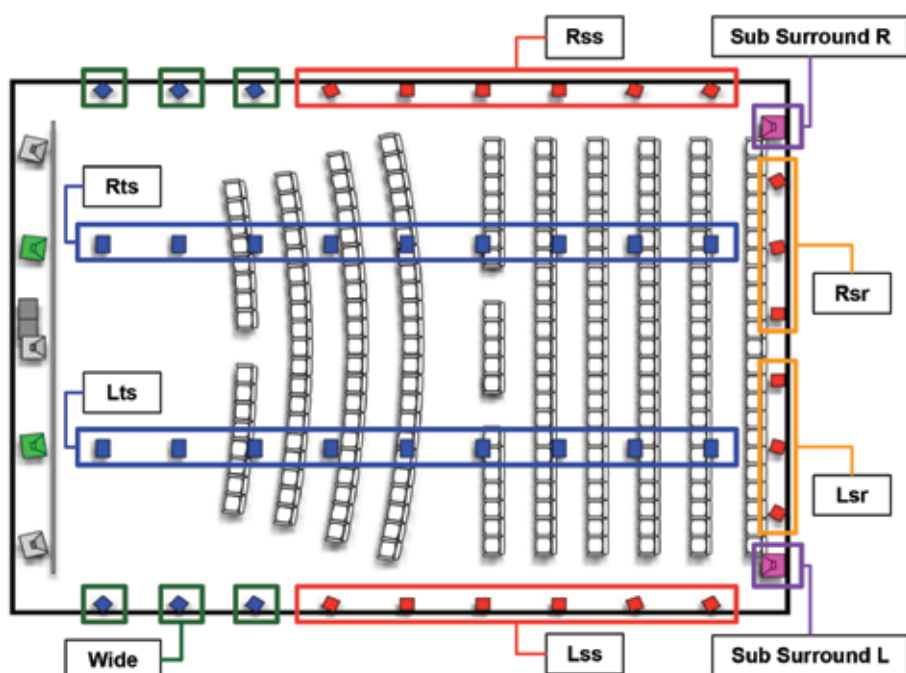 Rss
Sub Surround R
Rts
Rsr
Lts
Lsr
Wide
Lss
Sub Surround L